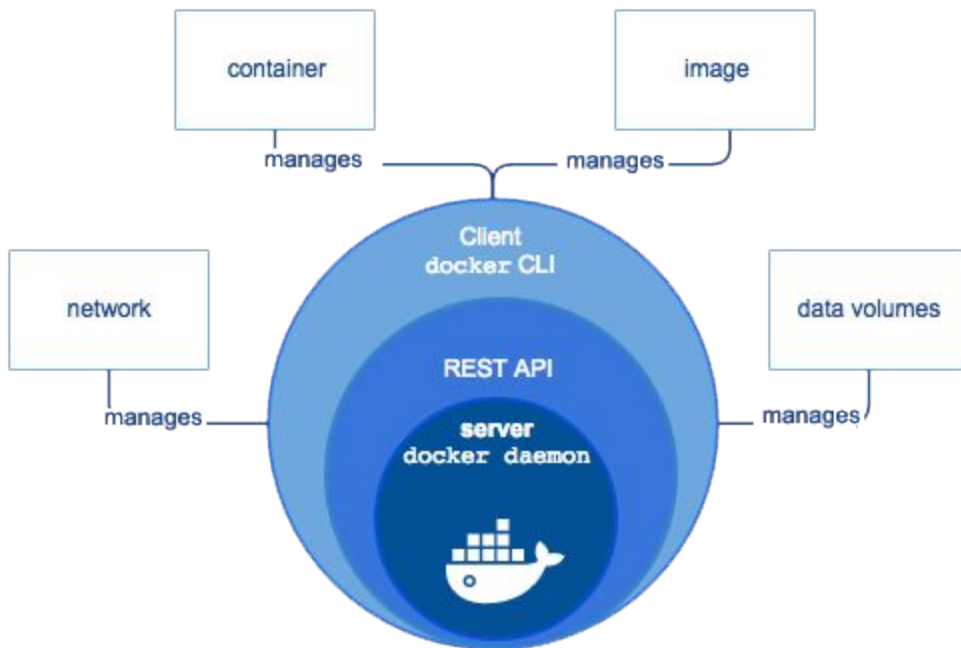 container
image
manages
manages
Client
docker CLI
network
data volumes
REST API
manages
manages
server
docker daemon